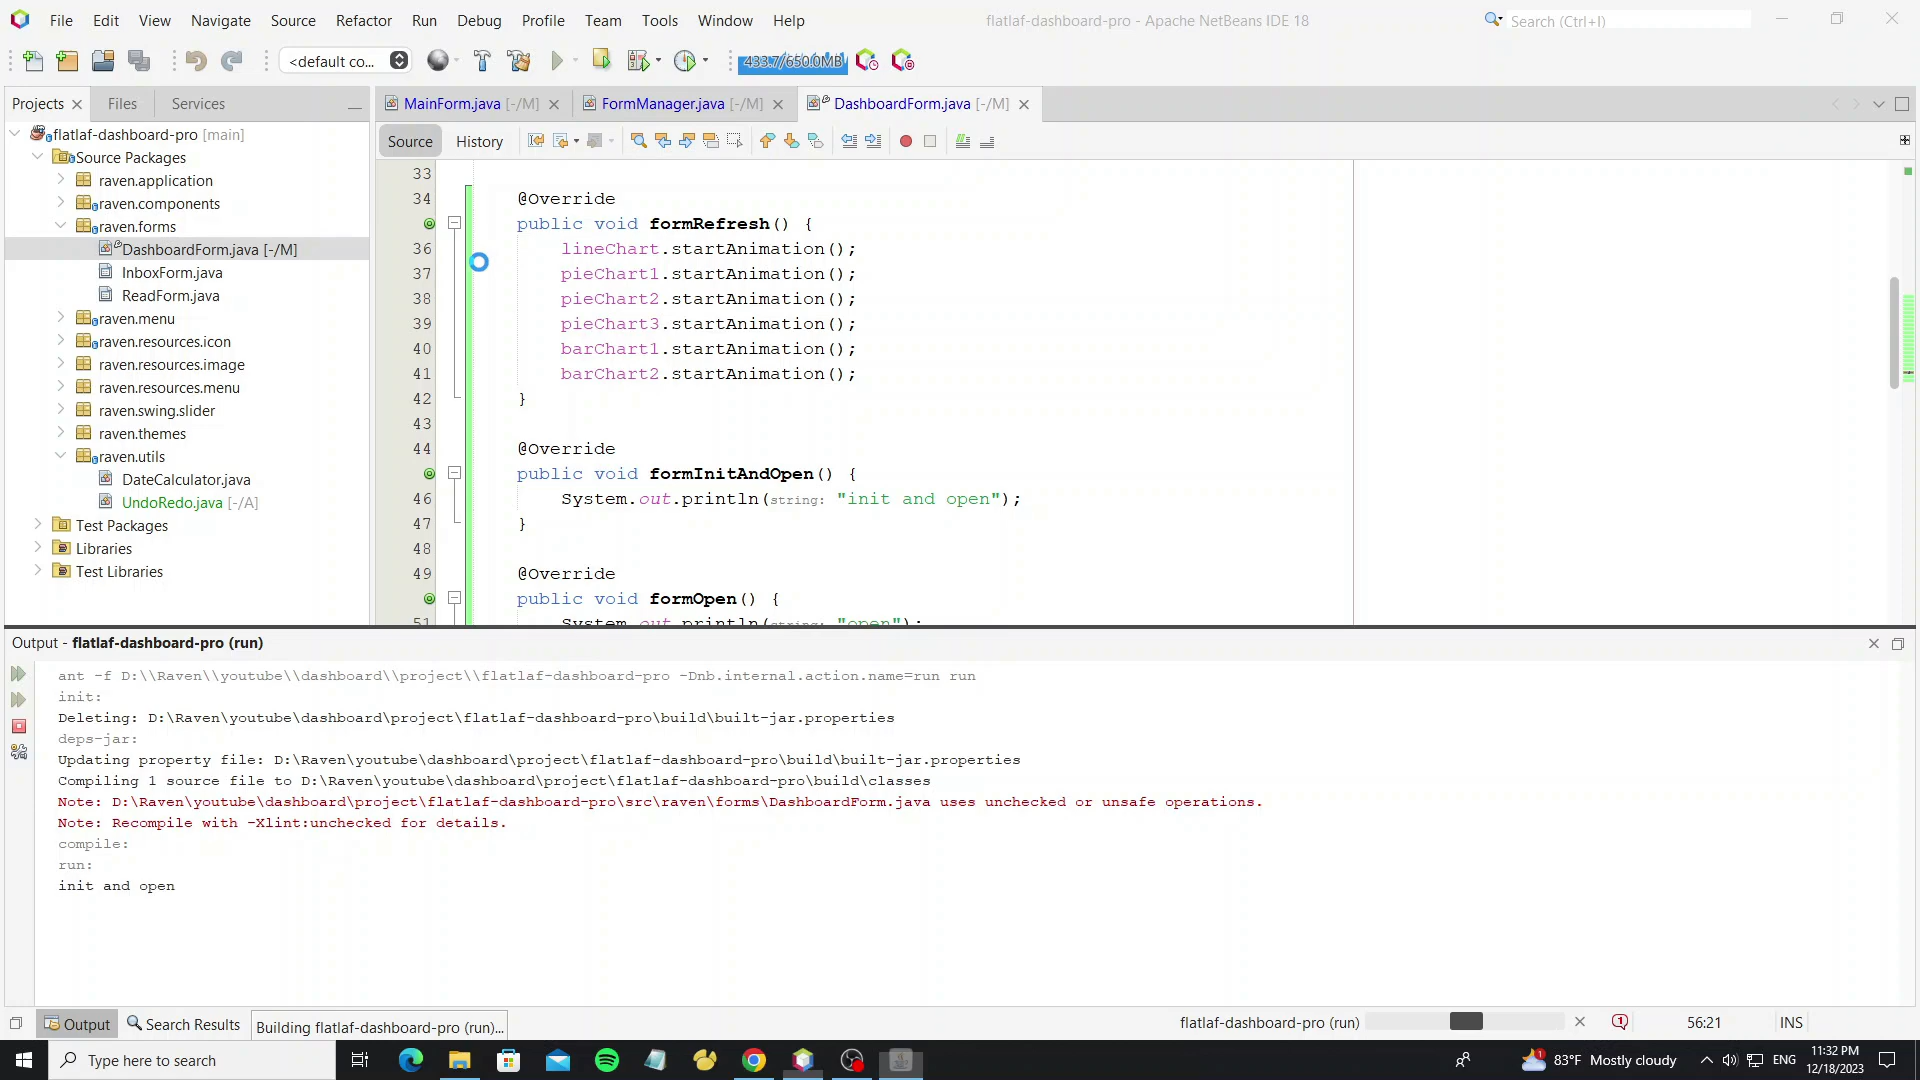 File Edit View Navigate Source Refactor Run Debug Profile Team Tools Window Help
flatlaf-dashboard-pro - Apache NetBeans IDE 18
Search (Ctrl+I)
<default co...
433.7/650.0MB
Projects
Files
Services
MainForm.java [-/M]
FormManager.java [-/M]
DashboardForm.java [-/M]
Source
History
flatlaf-dashboard-pro [main]
Source Packages
raven.application
raven.components
raven.forms
DashboardForm.java [-/M]
InboxForm.java
ReadForm.java
raven.menu
raven.resources.icon
raven.resources.image
raven.resources.menu
raven.swing.slider
raven.themes
raven.utils
DateCalculator.java
UndoRedo.java [-/A]
Test Packages
Libraries
Test Libraries
33
34 @Override
public void formRefresh() {
36 lineChart.startAnimation();
37 pieChart1.startAnimation();
38 pieChart2.startAnimation();
39 pieChart3.startAnimation();
40 barChart1.startAnimation();
41 barChart2.startAnimation();
42 }
43
44 @Override
public void formInitAndOpen() {
46 System.out.println(string: "init and open");
47 }
48
49 @Override
public void formOpen() {
51 System.out.println(string: "open");
Output - flatlaf-dashboard-pro (run)
ant -f D:\\Raven\\youtube\\dashboard\\project\\flatlaf-dashboard-pro -Dnb.internal.action.name=run run
init:
Deleting: D:\Raven\youtube\dashboard\project\flatlaf-dashboard-pro\build\built-jar.properties
deps-jar:
Updating property file: D:\Raven\youtube\dashboard\project\flatlaf-dashboard-pro\build\built-jar.properties
Compiling 1 source file to D:\Raven\youtube\dashboard\project\flatlaf-dashboard-pro\build\classes
Note: D:\Raven\youtube\dashboard\project\flatlaf-dashboard-pro\src\raven\forms\DashboardForm.java uses unchecked or unsafe operations.
Note: Recompile with -Xlint:unchecked for details.
compile:
run:
init and open
Output
Search Results
Building flatlaf-dashboard-pro (run)...
flatlaf-dashboard-pro (run)
1
56:21
INS
Type here to search
1
83°F Mostly cloudy
ENG
11:32 PM
12/18/2023